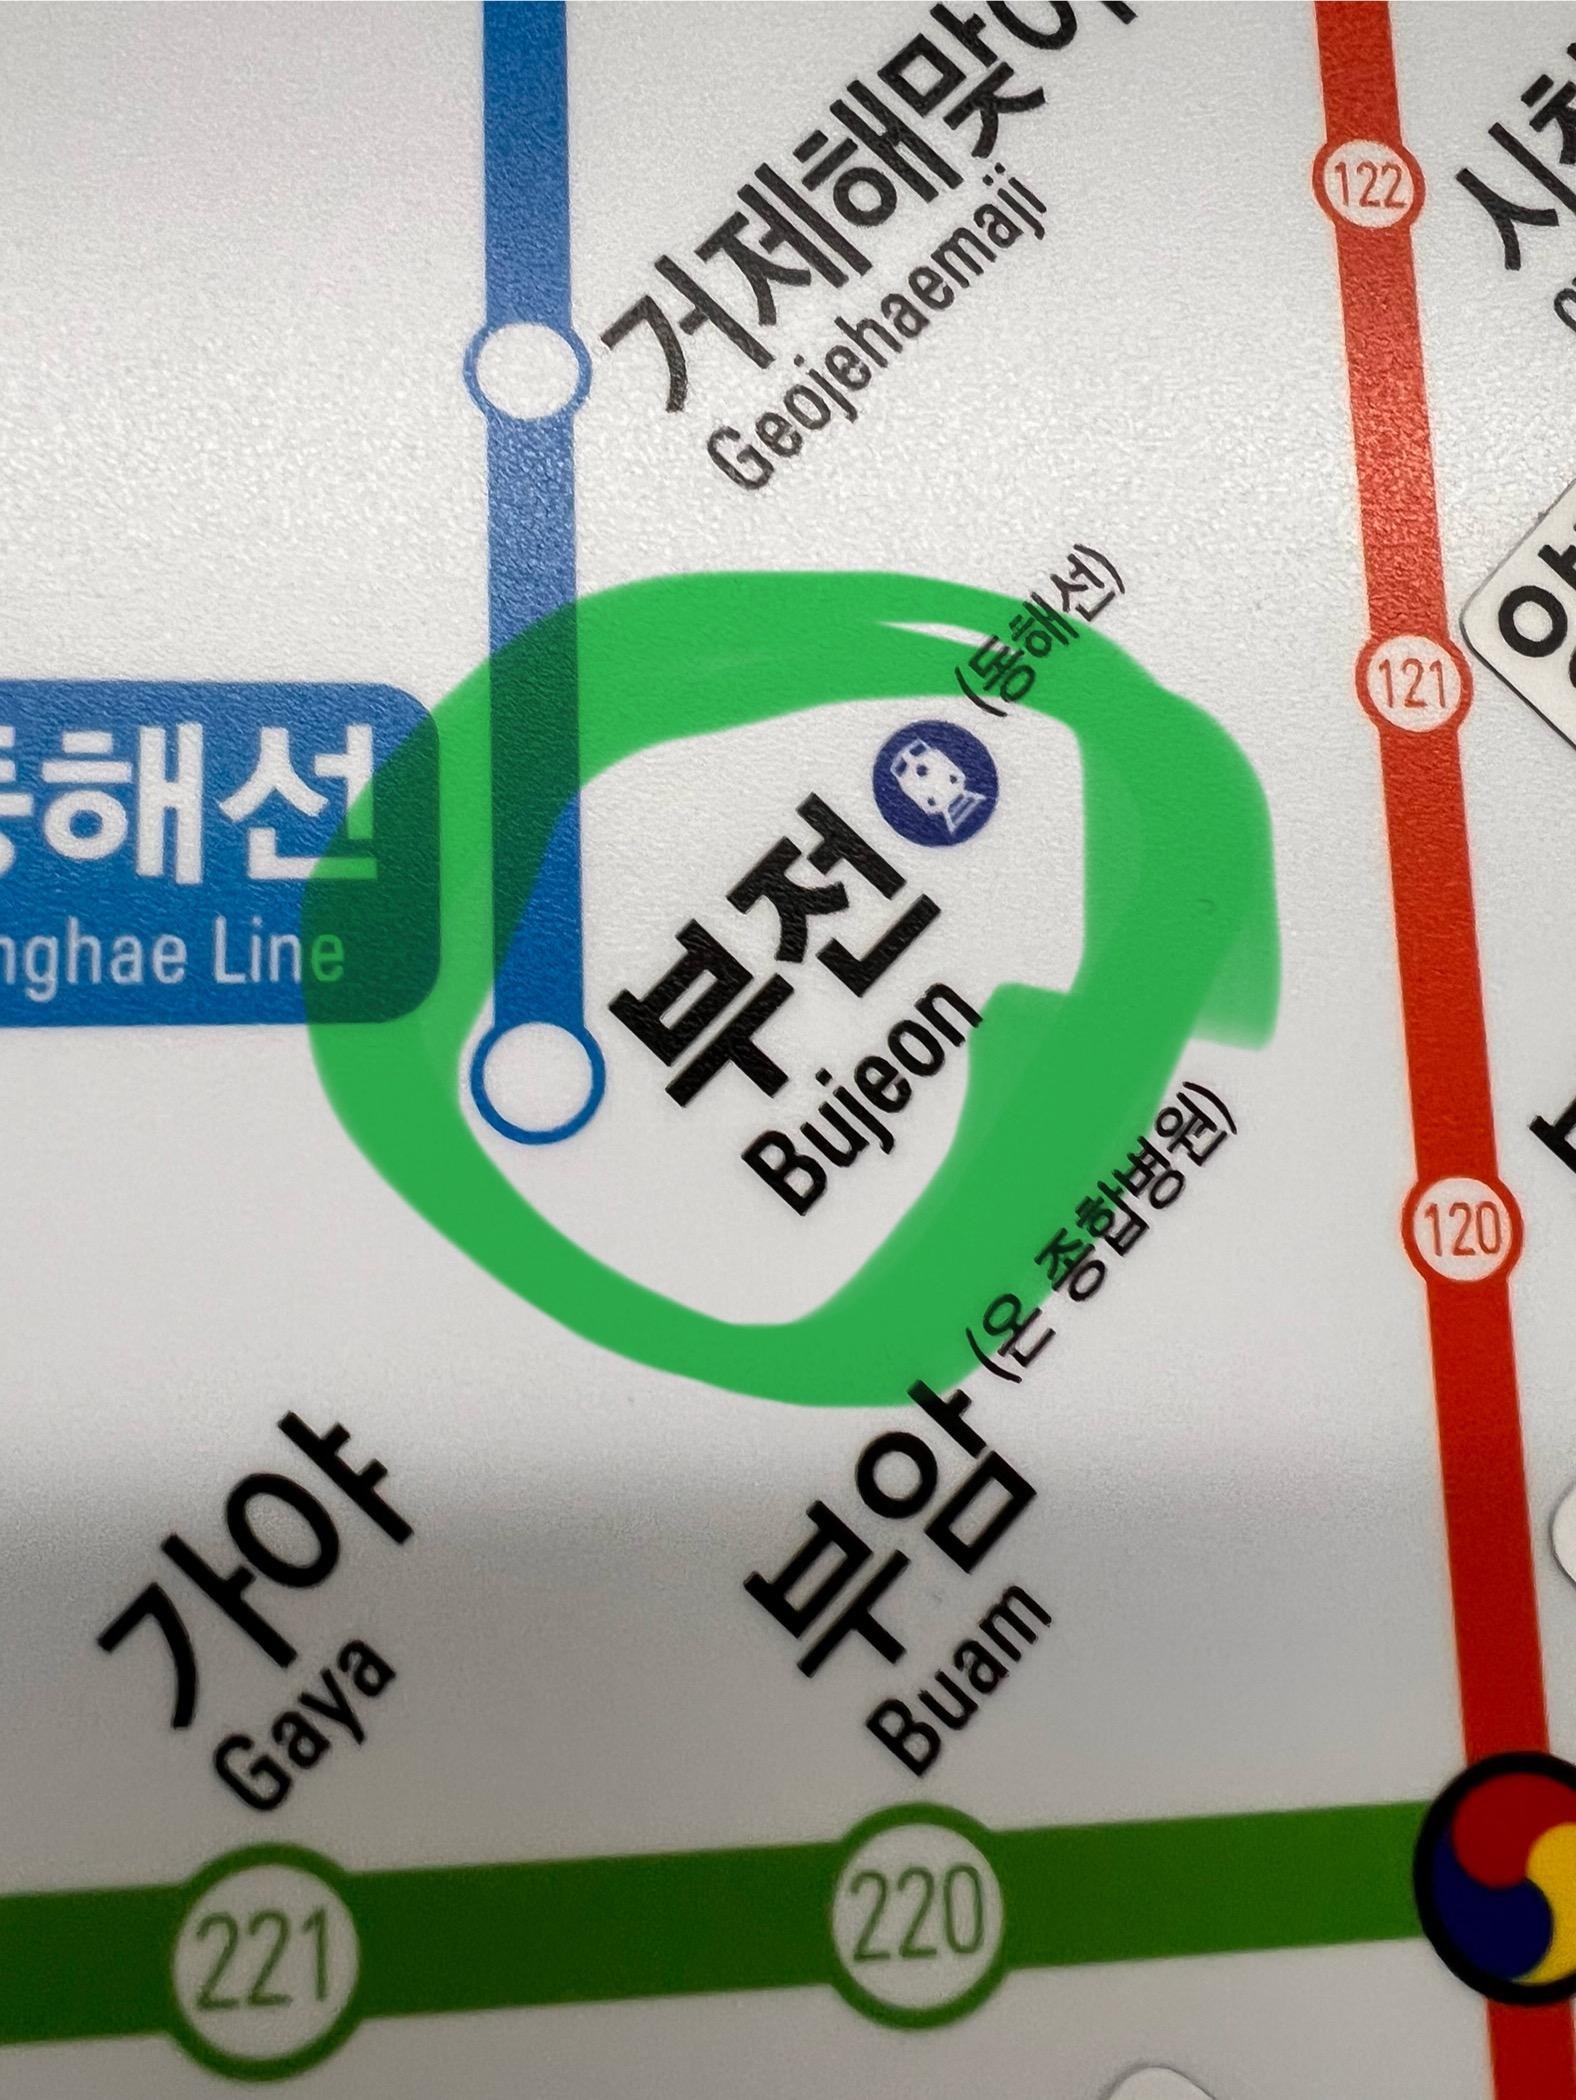 거제해맞이
Geojehaemaji
122
121
120
동해선
Line
(동해선)
부전
Bujeon
(온 종합병원)
부암
Buam
가야
Gaya
221
220